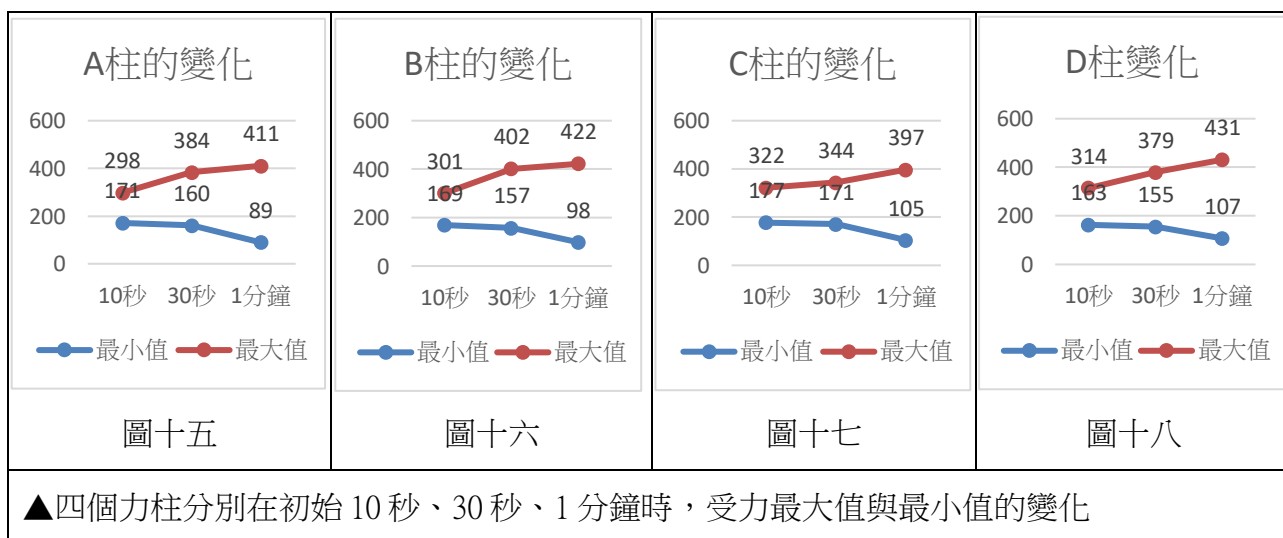 A柱的變化
600
400
200
0
298
384
411
171
160
89
10秒 30秒 1分鐘
最小值 最大值
圖十五
B柱的變化
600
400
200
0
301
402
422
169
157
98
10秒 30秒 1分鐘
最小值 最大值
圖十六
C柱的變化
600
400
200
0
322
344
397
177
171
105
10秒 30秒 1分鐘
最小值 最大值
圖十七
D柱變化
600
400
200
0
314
379
431
163
155
107
10秒 30秒 1分鐘
最小值 最大值
圖十八
▲四個力柱分別在初始 10 秒、30 秒、1 分鐘時，受力最大值與最小值的變化